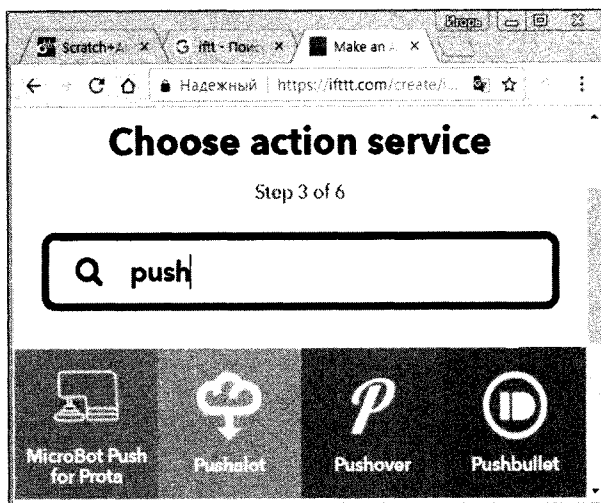 Игорь
Scratch+A
ifttt - Поис
Make an A
Надежный https://ifttt.com/create/
Choose action service
Step 3 of 6
push
MicroBot Push
for Prota
Pushalot
Pushover
Pushbullet